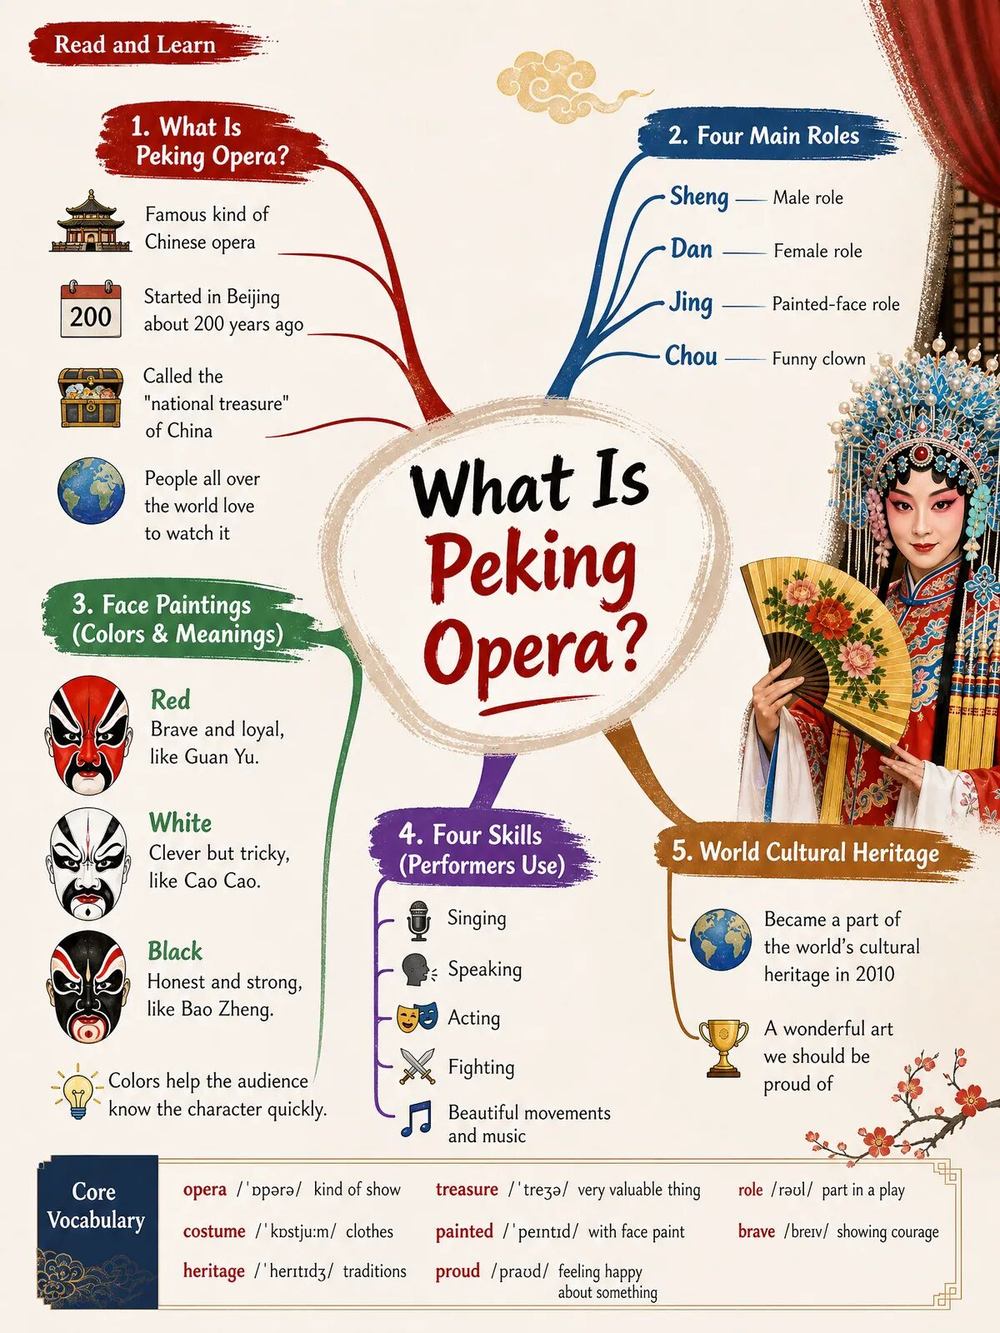 Read and Learn
1. What Is
Peking Opera?
Famous kind of
Chinese opera
200
Started in Beijing
about 200 years ago
Called the
"national treasure"
of China
People all over
the world love
to watch it
2. Four Main Roles
Sheng — Male role
Dan — Female role
Jing — Painted-face role
Chou — Funny clown
What Is
Peking
Opera?
3. Face Paintings
(Colors & Meanings)
Red
Brave and loyal,
like Guan Yu.
White
Clever but tricky,
like Cao Cao.
Black
Honest and strong,
like Bao Zheng.
Colors help the audience
know the character quickly.
4. Four Skills
(Performers Use)
Singing
Speaking
Acting
Fighting
Beautiful movements
and music
5. World Cultural Heritage
Became a part of
the world's cultural
heritage in 2010
A wonderful art
we should be
proud of
Core
Vocabulary
opera /ˈɒpərə/ kind of show
treasure /ˈtreʒə/ very valuable thing
role /rəʊl/ part in a play
costume /ˈkɒstjuːm/ clothes
painted /ˈpeɪntɪd/ with face paint
brave /breɪv/ showing courage
heritage /ˈherɪtɪdʒ/ traditions
proud /praʊd/ feeling happy
about something